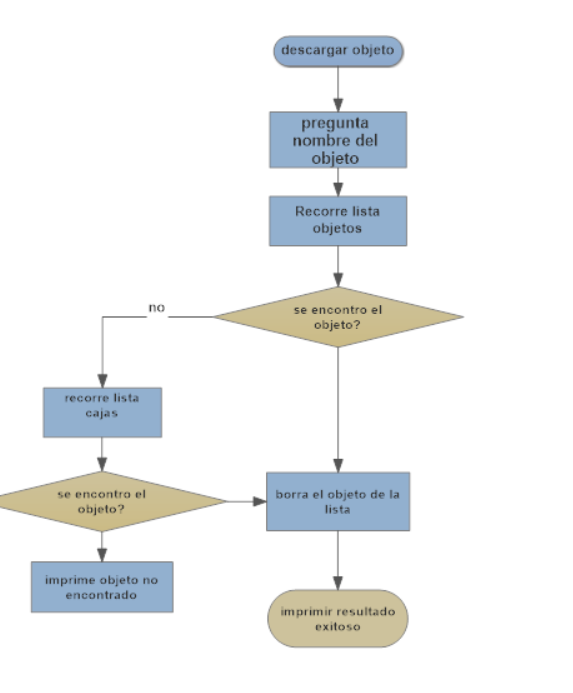 descargar objeto
pregunta
nombre del
objeto
Recorre lista
objetos
se encontro el
objeto?
no
recorre lista
cajas
se encontro el
objeto?
borra el objeto de la
lista
imprime objeto no
encontrado
imprimir resultado
exitoso